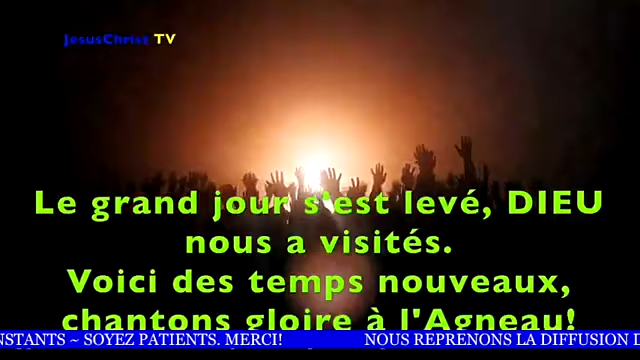 JesusChrist TV
Le grand jour s'est levé, DIEU
nous a visités.
Voici des temps nouveaux,
chantons gloire à l'Agneau!
NSTANTS ~ SOYEZ PATIENTS. MERCI! NOUS REPRENONS LA DIFFUSION D